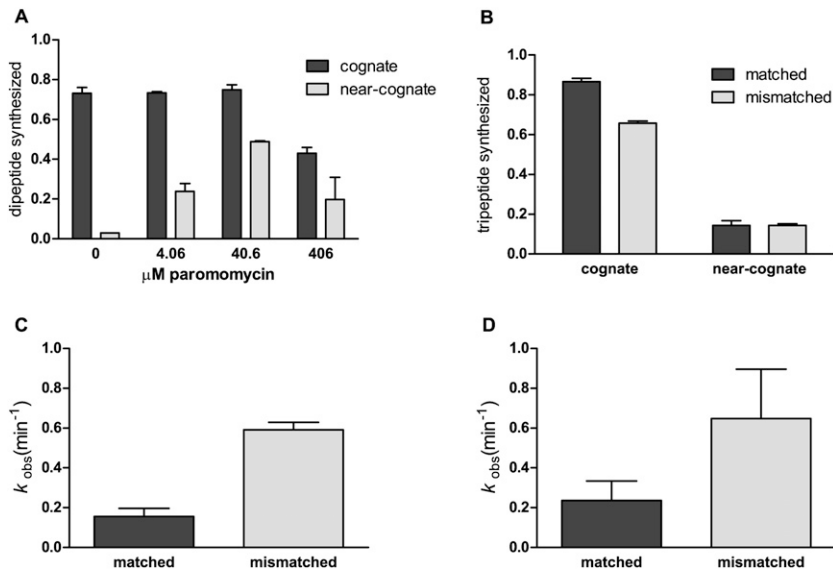 A
dipeptide synthesized
1.0
0.8
0.6
0.4
0.2
0.0
cognate
near-cognate
0 4.06 40.6 406
μM paromomycin
B
tripeptide synthesized
1.0
0.8
0.6
0.4
0.2
0.0
matched
mismatched
cognate near-cognate
C
k obs(min-1)
1.0
0.8
0.6
0.4
0.2
0.0
matched mismatched
D
k obs(min-1)
1.0
0.8
0.6
0.4
0.2
0.0
matched mismatched